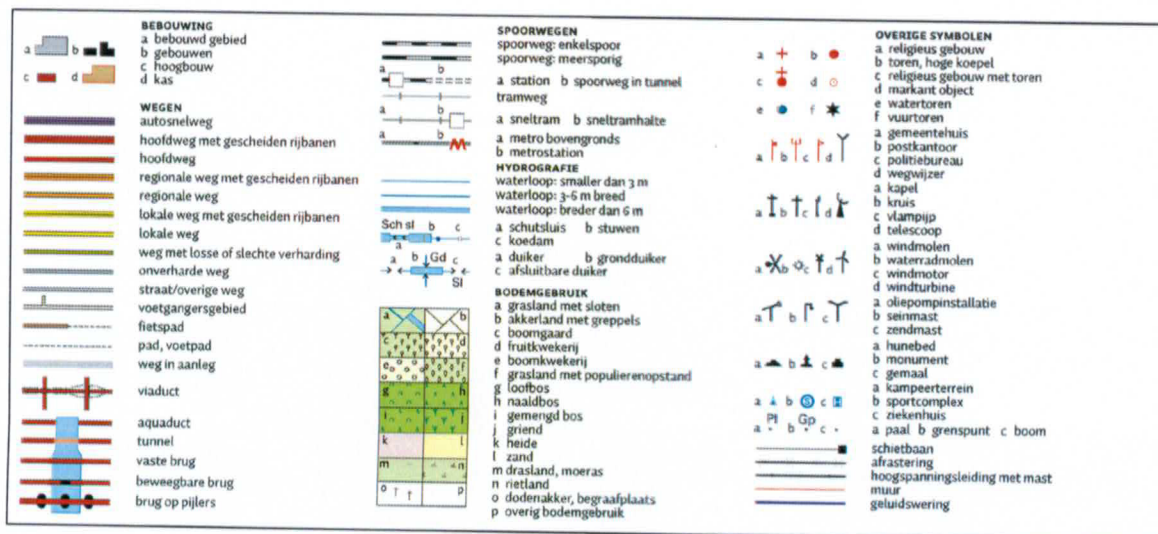 BEBOUWING
a b
a bebouwd gebied
b gebouwen
c d
c hoogbouw
d kas
WEGEN
autosnelweg
hoofdweg met gescheiden rijbanen
hoofdweg
regionale weg met gescheiden rijbanen
regionale weg
lokale weg met gescheiden rijbanen
lokale weg
weg met losse of slechte verharding
onverharde weg
straat/overige weg
voetgangersgebied
fietspad
pad, voetpad
weg in aanleg
viaduct
aquaduct
tunnel
vaste brug
beweegbare brug
brug op pijlers
SPOORWEGEN
spoorweg: enkelspoor
spoorweg: meersporig
a b
a station b spoorweg in tunnel
tramweg
a b
a sneltram b sneltramhalte
a b
a metro bovengronds
b metrostation
HYDROGRAFIE
waterloop: smaller dan 3 m
waterloop: 3-6 m breed
waterloop: breder dan 6 m
Sch sl b c
a
a schutsluis b stuwen
c koedam
a b Gd c
Sl
a duiker b grondduiker
c afsluitbare duiker
BODEMGEBRUIK
a b
c d
e f
g h
i j
k l
m n
o p
a grasland met sloten
b akkerland met greppels
c boomgaard
d fruitkwekerij
e boomkwekerij
f grasland met populierenopstand
g loofbos
h naaldbos
i gemengd bos
j griend
k heide
l zand
m drasland, moeras
n rietland
o dodenakker, begraafplaats
p overig bodemgebruik
OVERIGE SYMBOLEN
a b
c d
e f
a religieus gebouw
b toren, hoge koepel
c religieus gebouw met toren
d markant object
e watertoren
f vuurtoren
a b c d
a gemeentehuis
b postkantoor
c politiebureau
d wegwijzer
a b c d
a kapel
b kruis
c vlampijp
d telescoop
a b c d
a windmolen
b waterradmolen
c windmotor
d windturbine
a b c
a oliepompinstallatie
b seinmast
c zendmast
a b c
a hunebed
b monument
c gemaal
a b S c H
a kampeerterrein
b sportcomplex
c ziekenhuis
Pl Gp
a b c
a paal b grenspunt c boom
schietbaan
afrastering
hoogspanningsleiding met mast
muur
geluidswering